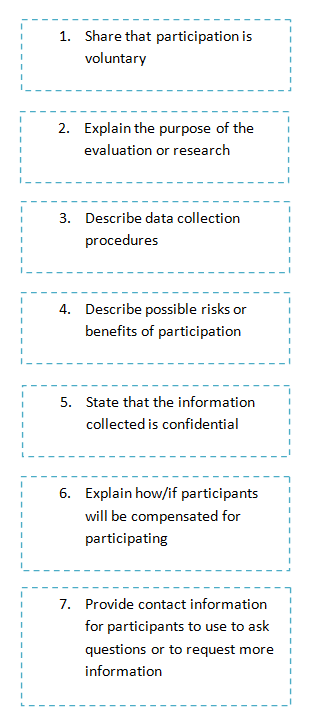 1. Share that participation is
voluntary
2. Explain the purpose of the
evaluation or research
3. Describe data collection
procedures
4. Describe possible risks or
benefits of participation
5. State that the information
collected is confidential
6. Explain how/if participants
will be compensated for
participating
7. Provide contact information
for participants to use to ask
questions or to request more
information